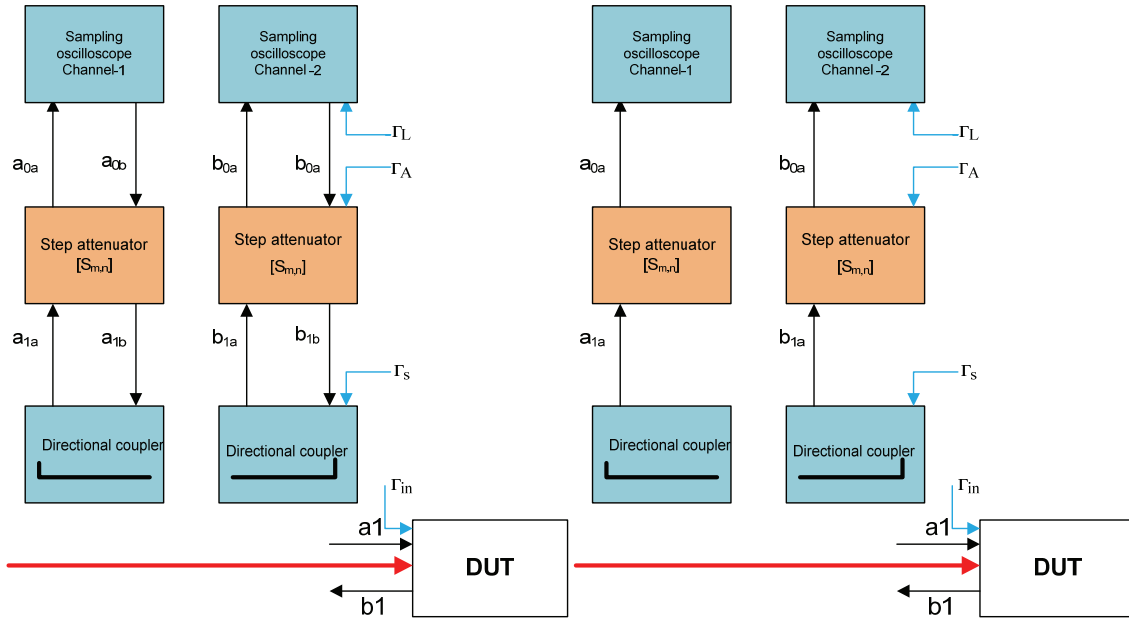 Sampling
oscilloscope
Channel-1
Sampling
oscilloscope
Channel -2
a0a
a0b
b0a
b0a
ΓL
ΓA
Step attenuator
[Sm,n]
Step attenuator
[Sm,n]
a1a
a1b
b1a
b1b
Γs
Directional coupler
Directional coupler
Γin
a1
DUT
b1
Sampling
oscilloscope
Channel-1
Sampling
oscilloscope
Channel -2
a0a
b0a
ΓL
ΓA
Step attenuator
[Sm,n]
Step attenuator
[Sm,n]
a1a
b1a
Γs
Directional coupler
Directional coupler
Γin
a1
DUT
b1